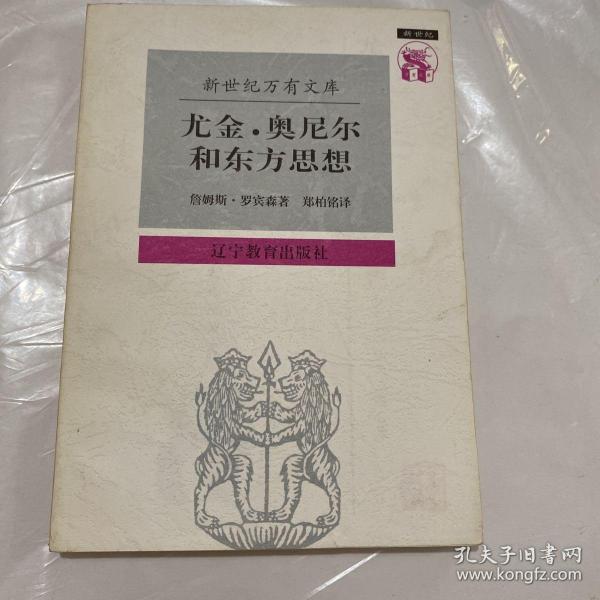 新世纪
新世纪万有文库
尤金·奥尼尔
和东方思想
詹姆斯·罗宾森著 郑柏铭译
辽宁教育出版社
孔夫子旧书网
www.kongfz.com